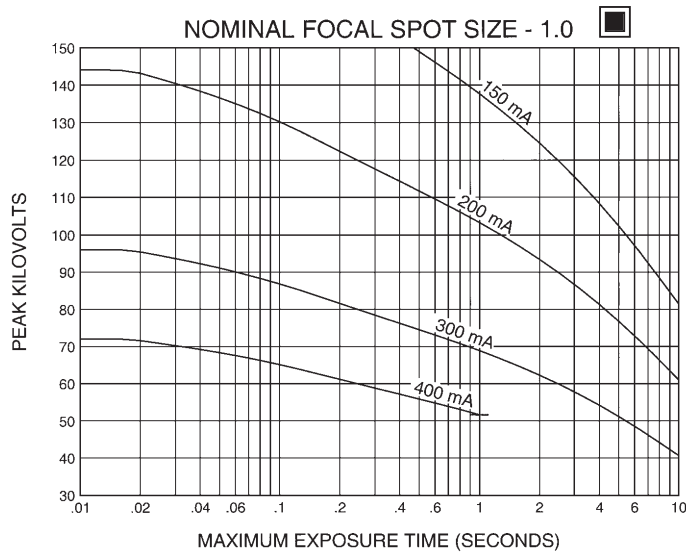 NOMINAL FOCAL SPOT SIZE - 1.0
PEAK KILOVOLTS
150
140
130
120
110
100
90
80
70
60
50
40
30
150 mA
200 mA
300 mA
400 mA
.01 .02 .04 .06 .1 .2 .4 .6 1 2 4 6 10
MAXIMUM EXPOSURE TIME (SECONDS)